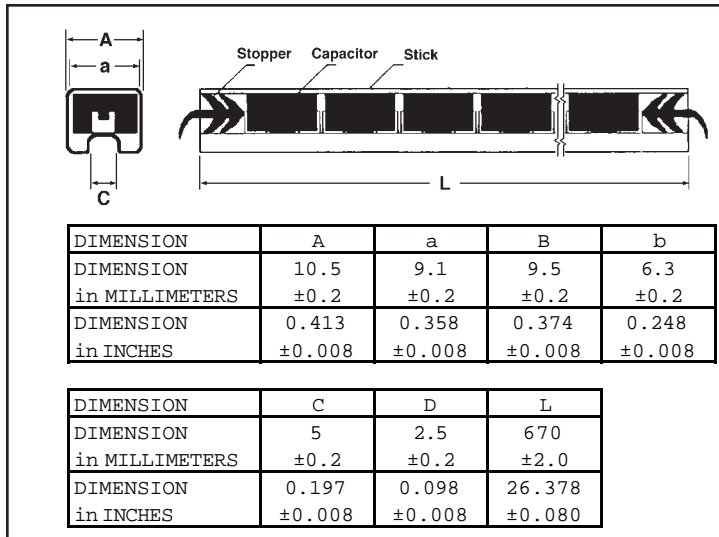 A
a
C
Stopper Capacitor Stick
L
DIMENSION A a B b
DIMENSION 10.5 9.1 9.5 6.3
in MILLIMETERS ±0.2 ±0.2 ±0.2 ±0.2
DIMENSION 0.413 0.358 0.374 0.248
in INCHES ±0.008 ±0.008 ±0.008 ±0.008
DIMENSION C D L
DIMENSION 5 2.5 670
in MILLIMETERS ±0.2 ±0.2 ±2.0
DIMENSION 0.197 0.098 26.378
in INCHES ±0.008 ±0.008 ±0.080